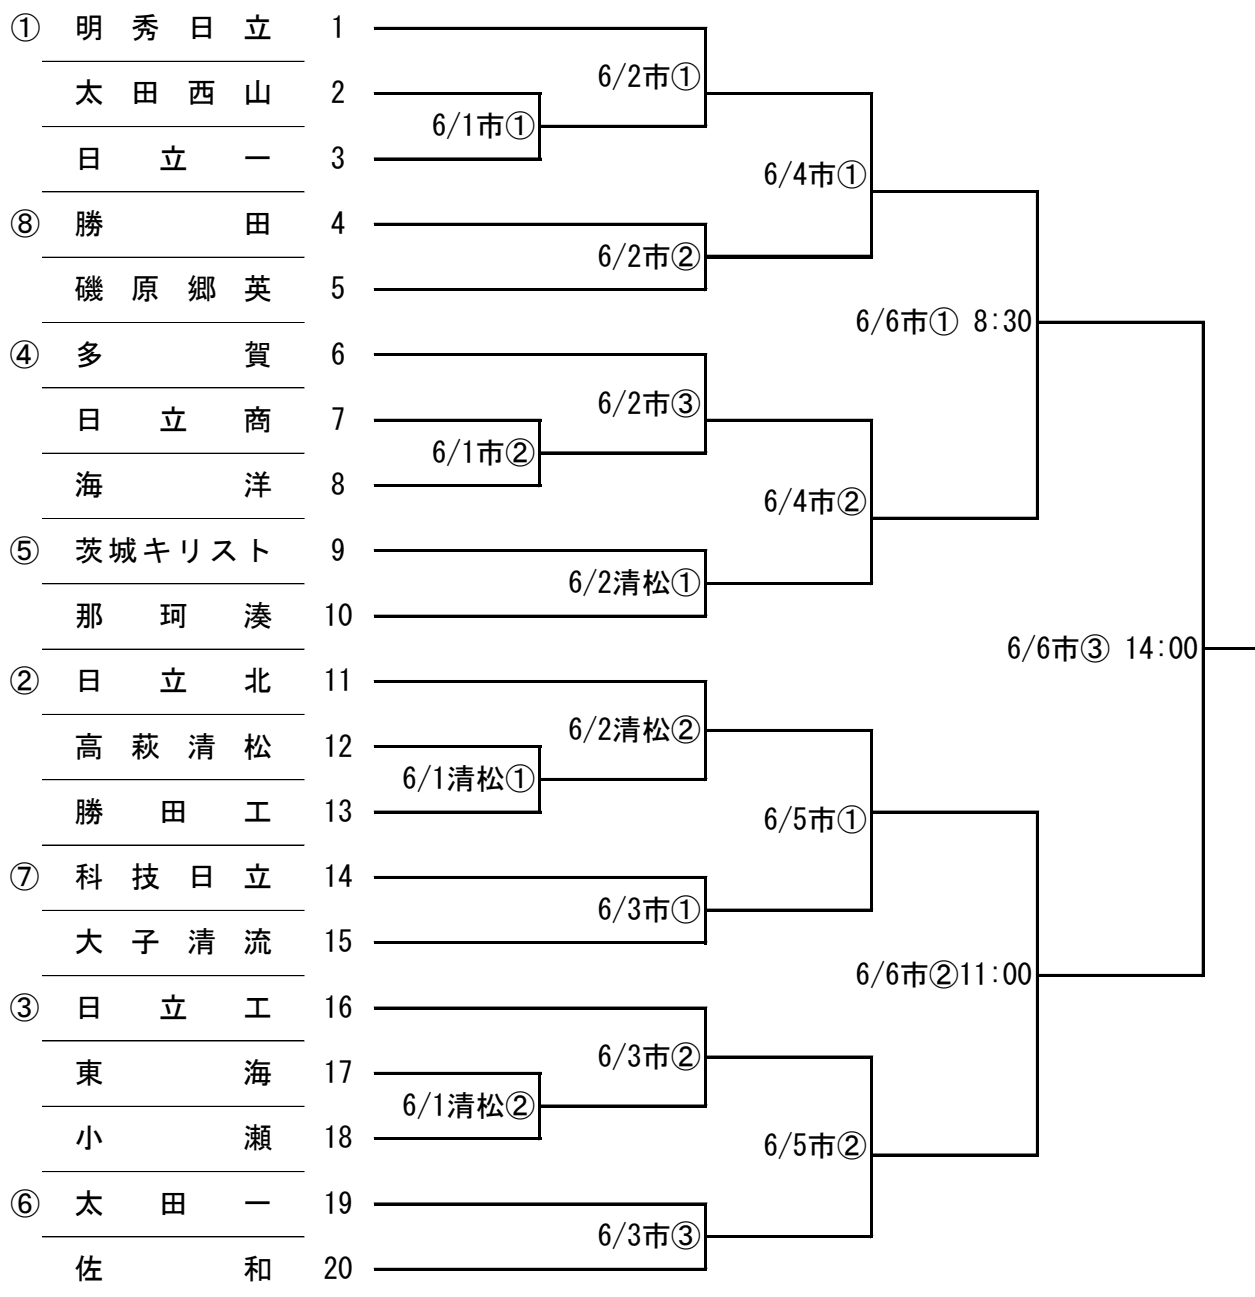 ① 明秀日立 1
6/2市①
太田西山 2
6/1市①
日立一 3
6/4市①
⑧ 勝田 4
6/2市②
磯原郷英 5
6/6市① 8:30
④ 多賀 6
6/2市③
日立商 7
6/1市②
海洋 8
6/4市②
⑤ 茨城キリスト 9
6/2清松①
那珂湊 10
6/6市③ 14:00
② 日立北 11
6/2清松②
高萩清松 12
6/1清松①
勝田工 13
6/5市①
⑦ 科技日立 14
6/3市①
大子清流 15
6/6市②11:00
③ 日立工 16
6/3市②
東海 17
6/1清松②
小瀬 18
6/5市②
⑥ 太田一 19
6/3市③
佐和 20